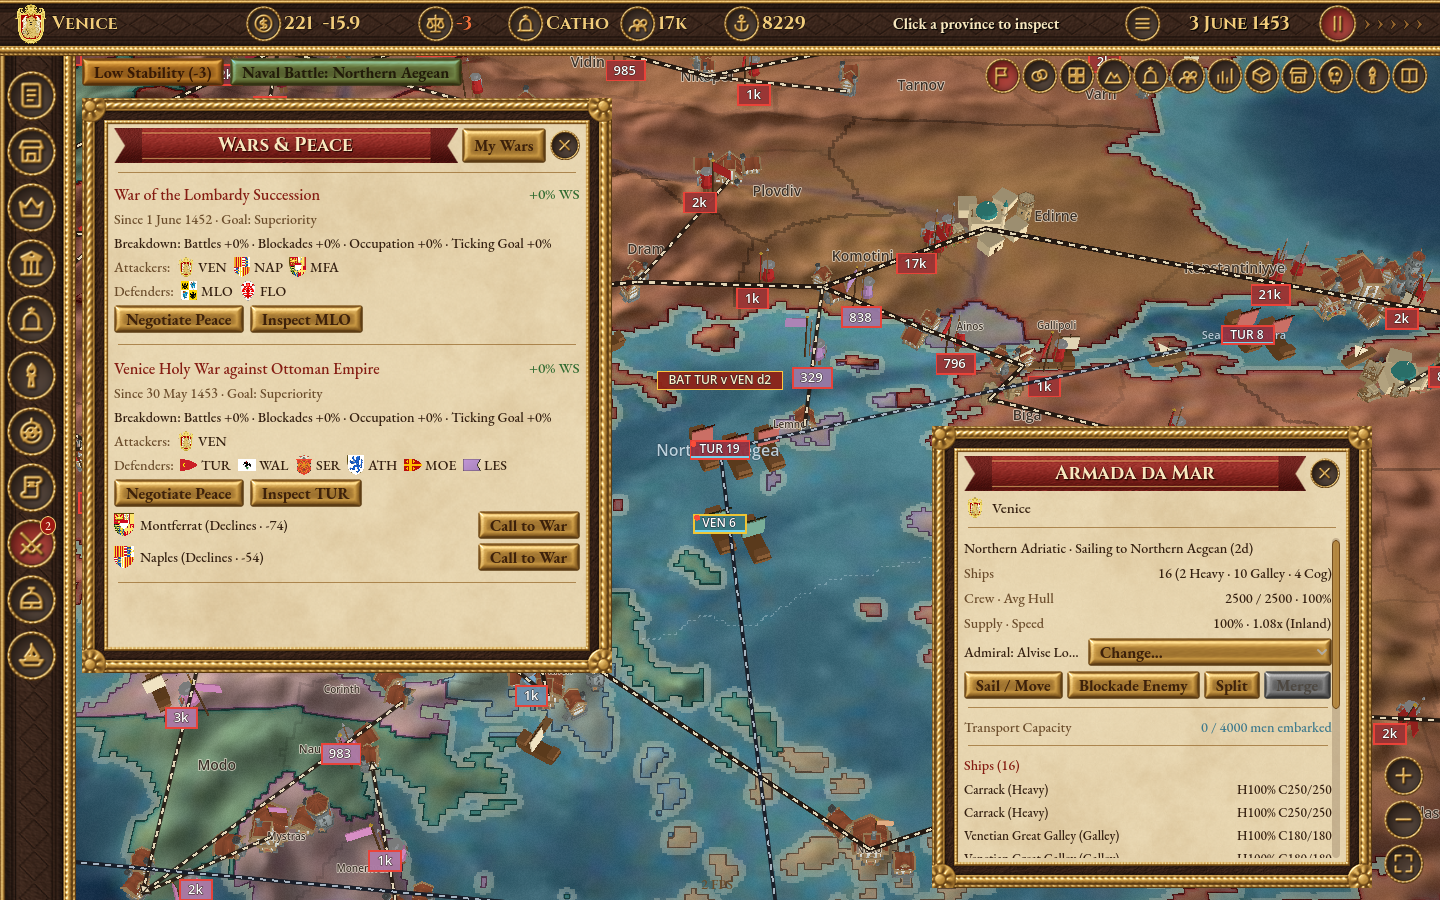 VENICE
221 -15.9
-3
CATHO
17K
8229
Click a province to inspect
3 JUNE 1453
Low Stability (-3)
Naval Battle: Northern Aegean
WARS & PEACE
My Wars
War of the Lombardy Succession
+0% WS
Since 1 June 1452 · Goal: Superiority
Breakdown: Battles +0% · Blockades +0% · Occupation +0% · Ticking Goal +0%
Attackers: VEN NAP MFA
Defenders: MLO FLO
Negotiate Peace
Inspect MLO
Venice Holy War against Ottoman Empire
+0% WS
Since 30 May 1453 · Goal: Superiority
Breakdown: Battles +0% · Blockades +0% · Occupation +0% · Ticking Goal +0%
Attackers: VEN
Defenders: TUR WAL SER ATH MOE LES
Negotiate Peace
Inspect TUR
Montferrat (Declines · -74)
Call to War
Naples (Declines · -54)
Call to War
2
Vidin
985
1k
Tarnov
Plovdiv
2k
Edirne
Komotini
17k
1k
838
21k
2k
TUR 8
Ainos
Gallipoli
796
1k
329
BAT TUR v VEN d2
Biga
TUR 19
VEN 6
1k
Corinth
3k
983
Modo
Mystras
1k
2k
2k
ARMADA DA MAR
Venice
Northern Adriatic · Sailing to Northern Aegean (2d)
Ships
16 (2 Heavy · 10 Galley · 4 Cog)
Crew · Avg Hull
2500 / 2500 · 100%
Supply · Speed
100% · 1.08x (Inland)
Admiral: Alvise Lo...
Change...
Sail / Move
Blockade Enemy
Split
Merge
Transport Capacity
0 / 4000 men embarked
Ships (16)
Carrack (Heavy)
H100% C250/250
Carrack (Heavy)
H100% C250/250
Venetian Great Galley (Galley)
H100% C180/180
Venetian Great Galley (Galley)
H100% C180/180